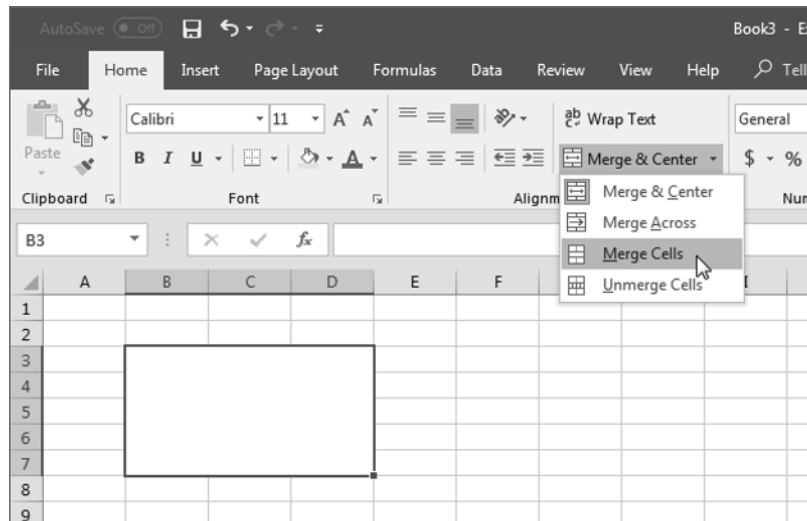 AutoSave Off Book3 - E
File Home Insert Page Layout Formulas Data Review View Help Tell
Calibri 11 A A ab Wrap Text General
Paste B I U A Merge & Center $ %
Clipboard Font Alignm Num
Merge & Center
Merge Across
Merge Cells
Unmerge Cells
B3 fx
A B C D E F I
1
2
3
4
5
6
7
8
9